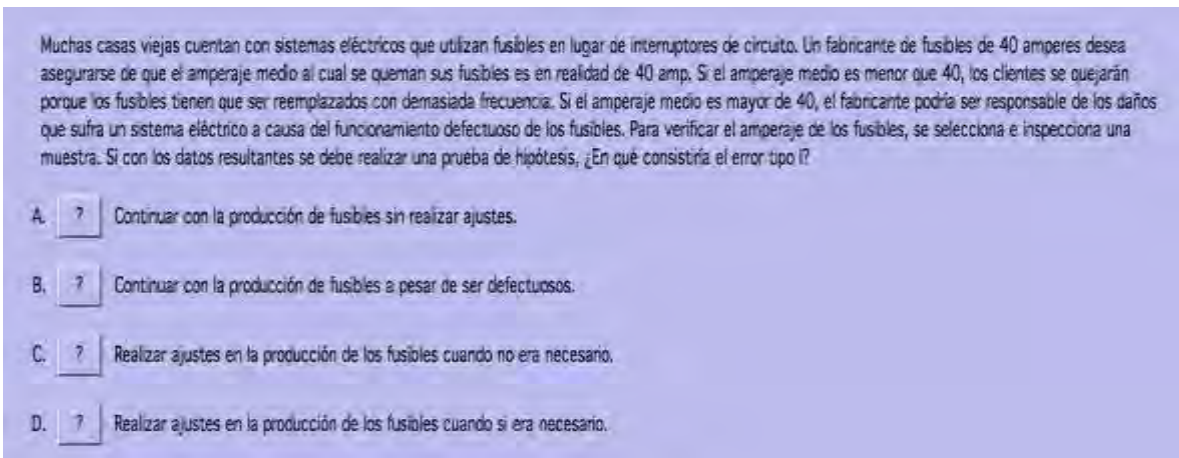 Muchas casas viejas cuentan con sistemas eléctricos que utilizan fusibles en lugar de interruptores de circuito. Un fabricante de fusibles de 40 amperes desea
asegurarse de que el amperaje medio al cual se queman sus fusibles es en realidad de 40 amp. Si el amperaje medio es menor que 40, los clientes se quejarán
porque los fusibles tienen que ser reemplazados con demasiada frecuencia. Si el amperaje medio es mayor de 40, el fabricante podría ser responsable de los daños
que sufra un sistema eléctrico a causa del funcionamiento defectuoso de los fusibles. Para verificar el amperaje de los fusibles, se selecciona e inspecciona una
muestra. Si con los datos resultantes se debe realizar una prueba de hipótesis, ¿En qué consistiría el error tipo I?
A. ? Continuar con la producción de fusibles sin realizar ajustes.
B. ? Continuar con la producción de fusibles a pesar de ser defectuosos.
C. ? Realizar ajustes en la producción de los fusibles cuando no era necesario.
D. ? Realizar ajustes en la producción de los fusibles cuando si era necesario.